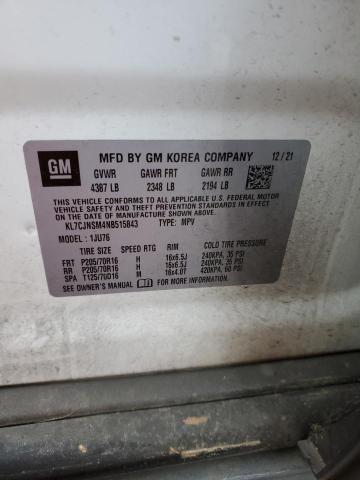 GM
MFD BY GM KOREA COMPANY 12/21
GVWR GAWR FRT GAWR RR
4387 LB 2348 LB 2194 LB
THIS VEHICLE CONFORMS TO ALL APPLICABLE U.S. FEDERAL MOTOR
VEHICLE SAFETY AND THEFT PREVENTION STANDARDS IN EFFECT
ON THE DATE OF MANUFACTURE SHOWN ABOVE.
KL7CJNSM4NB515843 TYPE: MPV
MODEL: 1JU76
TIRE SIZE SPEED RTG RIM COLD TIRE PRESSURE
FRT P205/70R16 H 16x6.5J 240KPA, 35 PSI
RR P205/70R16 H 16x6.5J 240KPA, 35 PSI
SPA T125/70D16 M 16x4.0T 420KPA, 60 PSI
SEE OWNER'S MANUAL FOR ADDITIONAL INFORMATION.